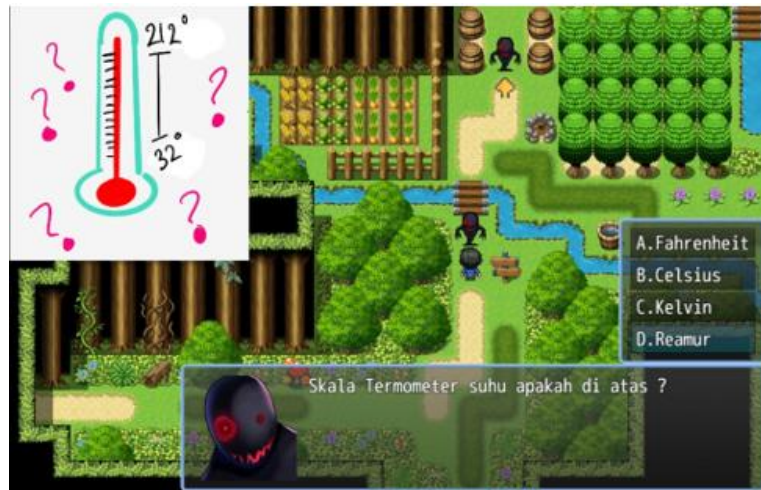 212°
32°
? ? ? ? ?
A.Fahrenheit
B.Celsius
C.Kelvin
D.Reamur
Skala Termometer suhu apakah di atas ?